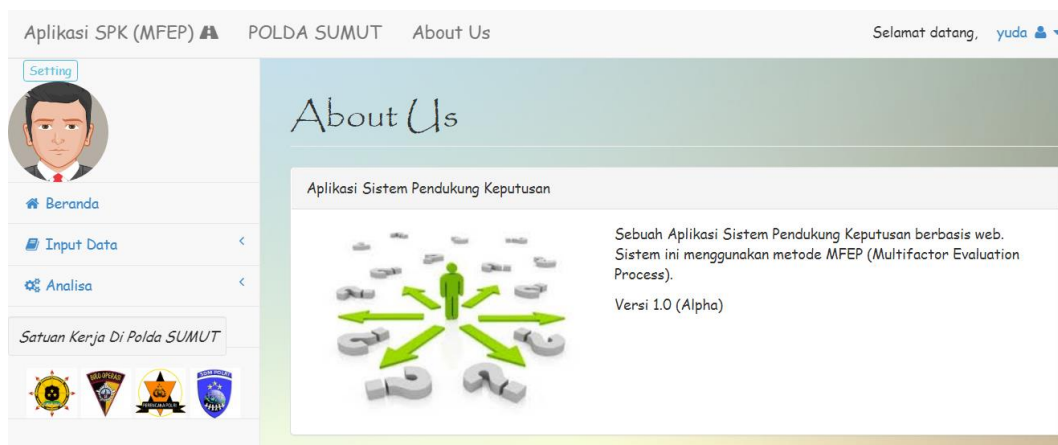 Aplikasi SPK (MFEP) POLDA SUMUT About Us Selamat datang, yuda
Setting
About Us
Aplikasi Sistem Pendukung Keputusan
Beranda
Input Data
Analisa
Sebuah Aplikasi Sistem Pendukung Keputusan berbasis web.
Sistem ini menggunakan metode MFEP (Multifactor Evaluation
Process).
Versi 1.0 (Alpha)
Satuan Kerja Di Polda SUMUT